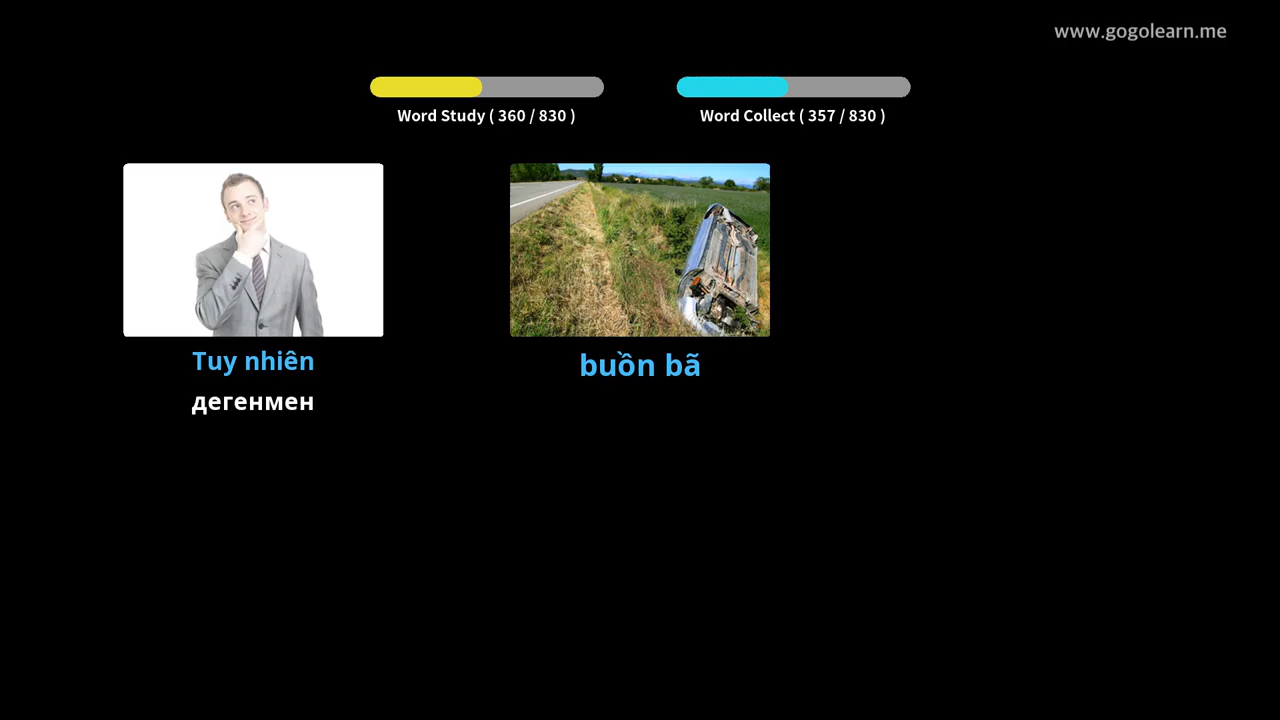 www.gogolearn.me
Word Study ( 360 / 830 )
Word Collect ( 357 / 830 )
Tuy nhiên
дегенмен
buồn bã